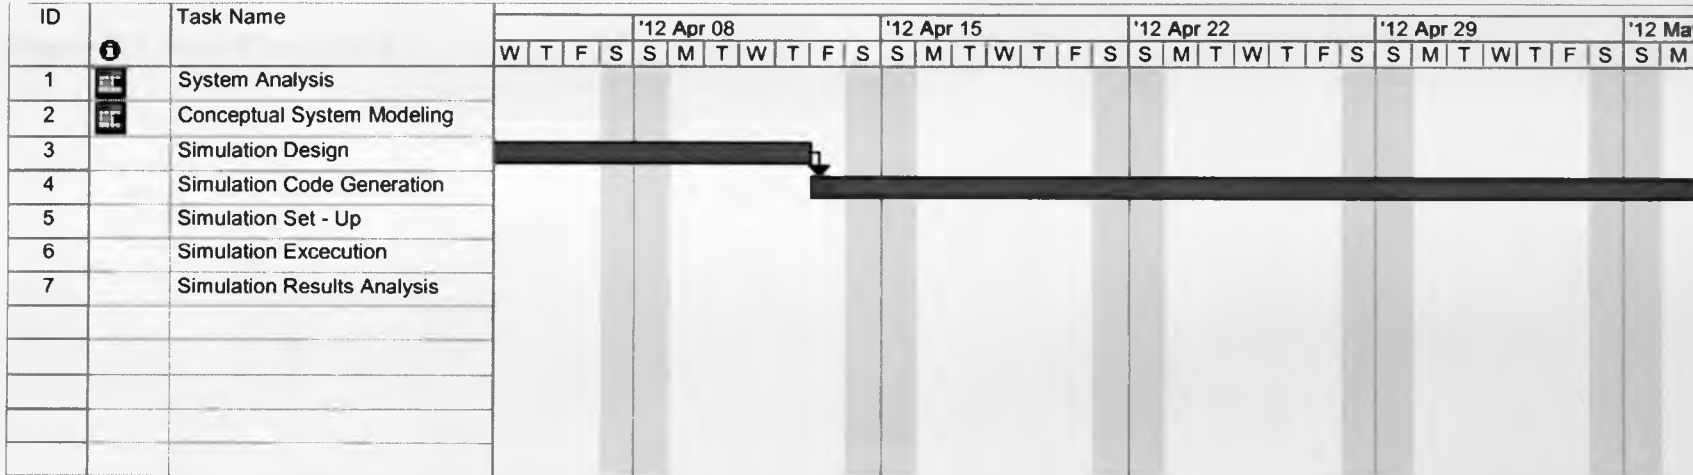 ID Task Name '12 Apr 08 '12 Apr 15 '12 Apr 22 '12 Apr 29 '12 Ma
W T F S S M T W T F S S M T W T F S S M T W T F S S M T W T F S S M
1 System Analysis
2 Conceptual System Modeling
3 Simulation Design
4 Simulation Code Generation
5 Simulation Set - Up
6 Simulation Excecution
7 Simulation Results Analysis